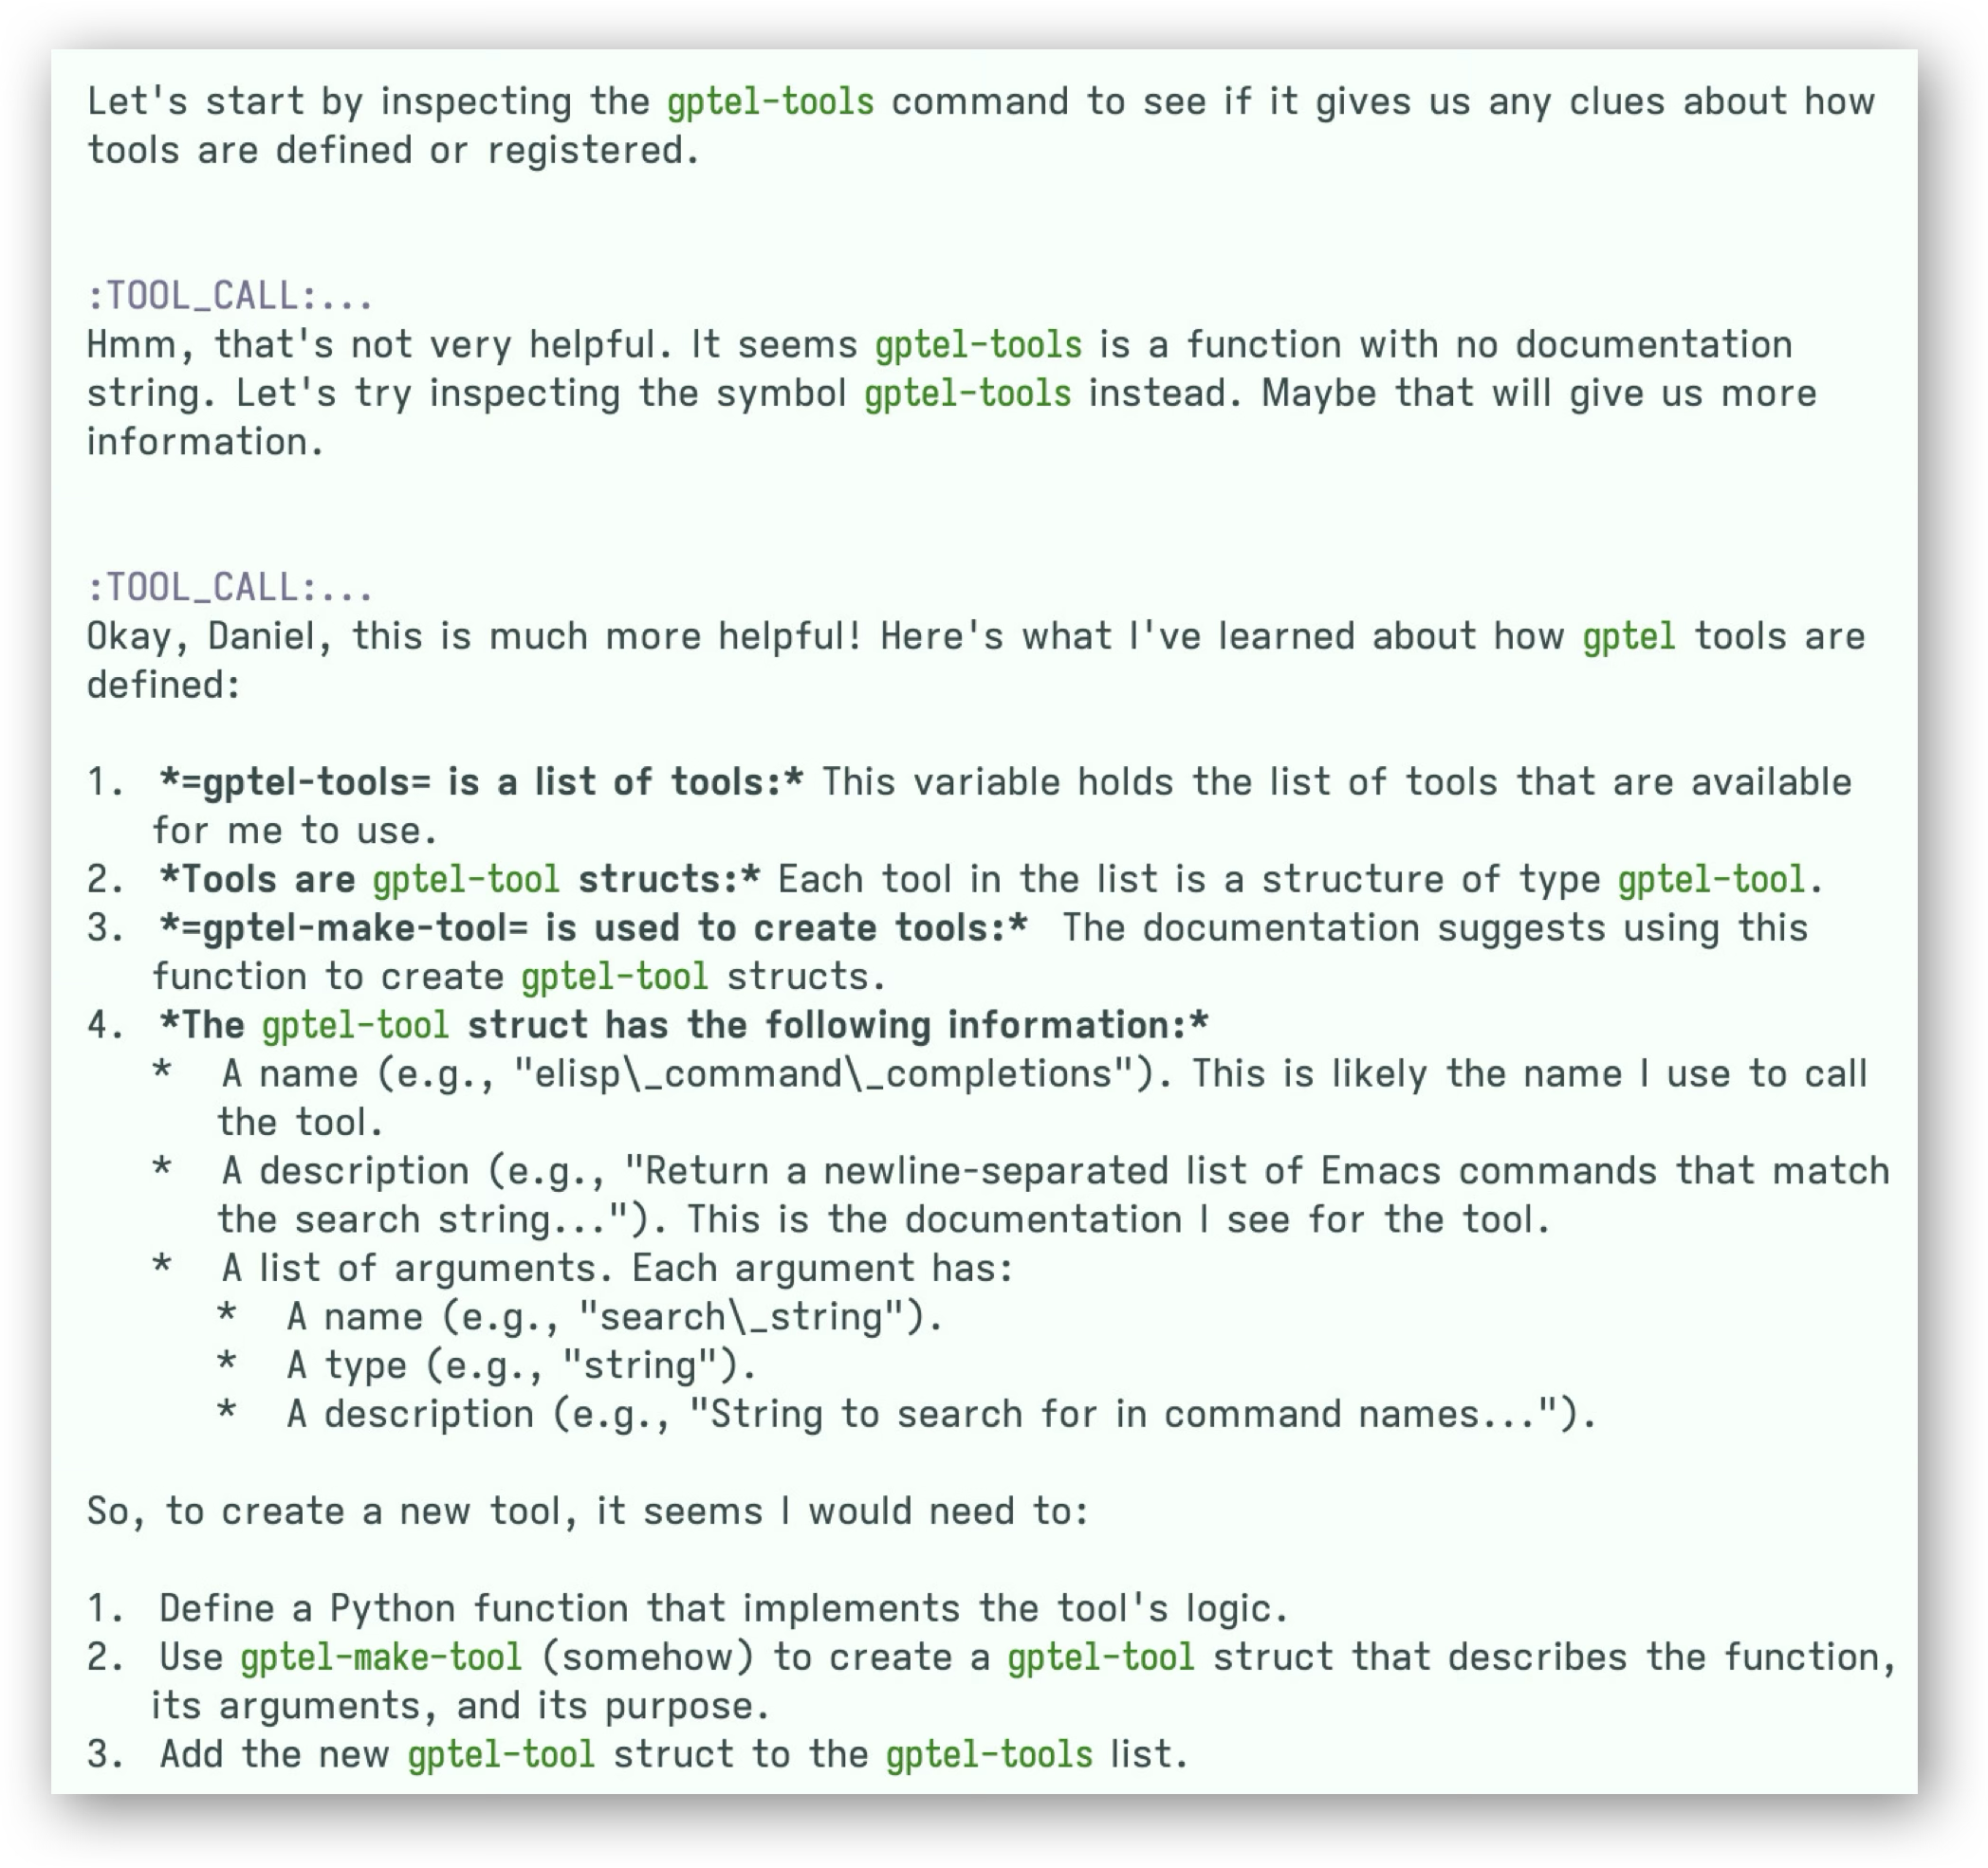 Let's start by inspecting the gptel-tools command to see if it gives us any clues about how
tools are defined or registered.
:TOOL_CALL:...
Hmm, that's not very helpful. It seems gptel-tools is a function with no documentation
string. Let's try inspecting the symbol gptel-tools instead. Maybe that will give us more
information.
:TOOL_CALL:...
Okay, Daniel, this is much more helpful! Here's what I've learned about how gptel tools are
defined:
1. *=gptel-tools= is a list of tools:* This variable holds the list of tools that are available
for me to use.
2. *Tools are gptel-tool structs:* Each tool in the list is a structure of type gptel-tool.
3. *=gptel-make-tool= is used to create tools:* The documentation suggests using this
function to create gptel-tool structs.
4. *The gptel-tool struct has the following information:*
* A name (e.g., "elisp\_command\_completions"). This is likely the name I use to call
the tool.
* A description (e.g., "Return a newline-separated list of Emacs commands that match
the search string..."). This is the documentation I see for the tool.
* A list of arguments. Each argument has:
* A name (e.g., "search\_string").
* A type (e.g., "string").
* A description (e.g., "String to search for in command names...").
So, to create a new tool, it seems I would need to:
1. Define a Python function that implements the tool's logic.
2. Use gptel-make-tool (somehow) to create a gptel-tool struct that describes the function,
its arguments, and its purpose.
3. Add the new gptel-tool struct to the gptel-tools list.